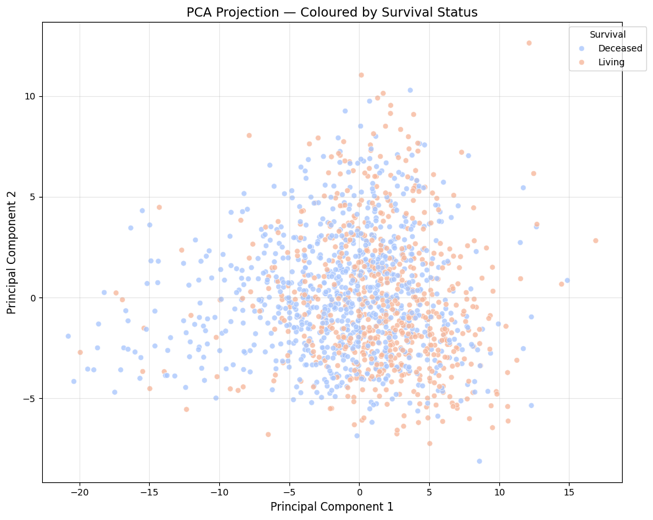 PCA Projection — Coloured by Survival Status
Survival
Deceased
Living
Principal Component 2
10
5
0
−5
−20
−15
−10
−5
0
5
10
15
Principal Component 1